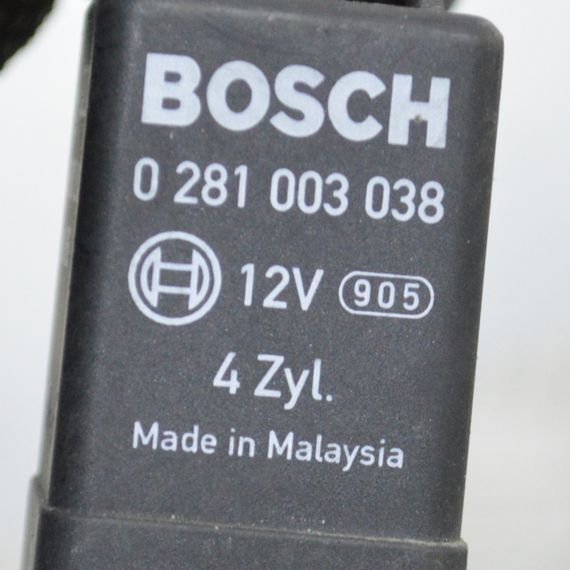 BOSCH
0 281 003 038
12V 905
4 Zyl.
Made in Malaysia